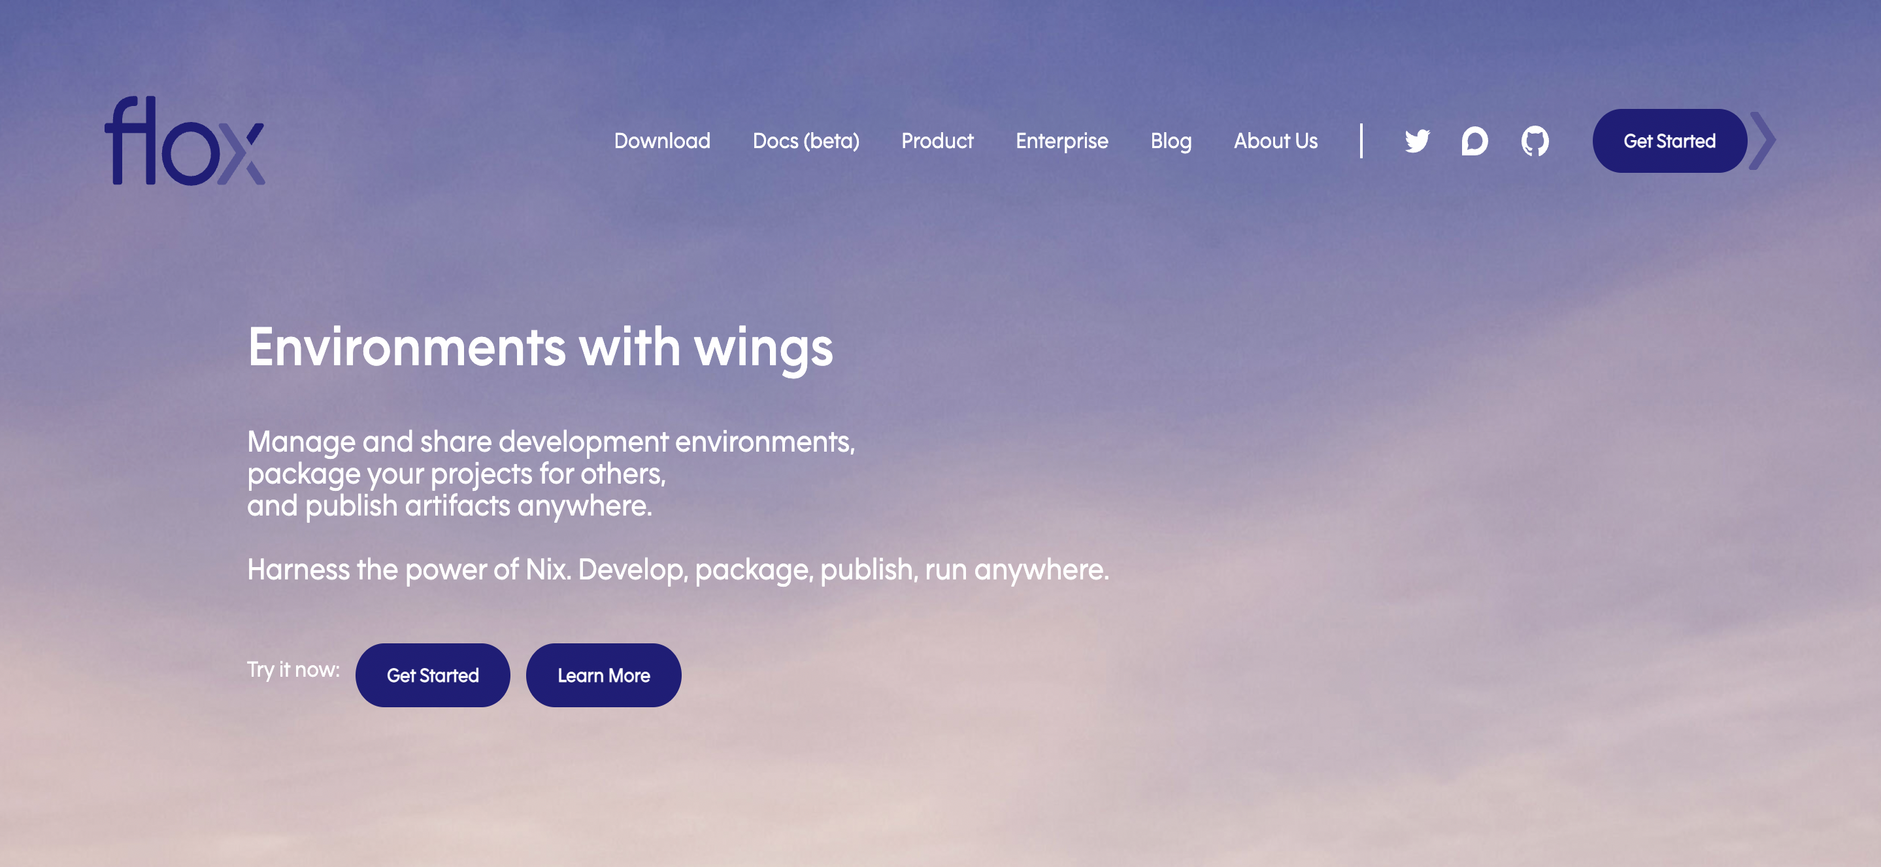 flox
Download
Docs (beta)
Product
Enterprise
Blog
About Us
Get Started
Environments with wings
Manage and share development environments,
package your projects for others,
and publish artifacts anywhere.
Harness the power of Nix. Develop, package, publish, run anywhere.
Try it now:
Get Started
Learn More